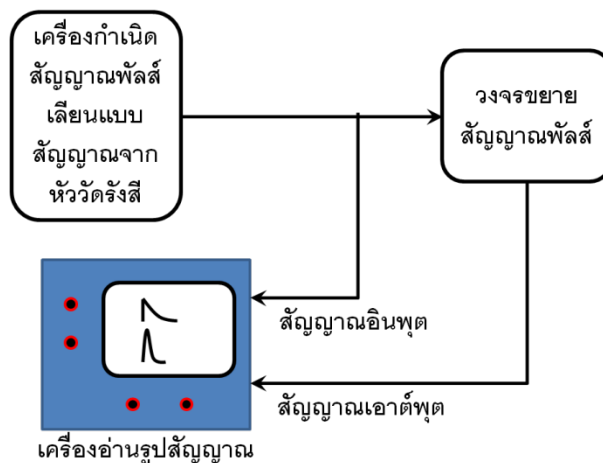 เครื่องกำเนิด
สัญญาณพัลส์
เลียนแบบ
สัญญาณจาก
หัววัดรังสี
วงจรขยาย
สัญญาณพัลส์
สัญญาณอินพุต
สัญญาณเอาต์พุต
เครื่องอ่านรูปสัญญาณ